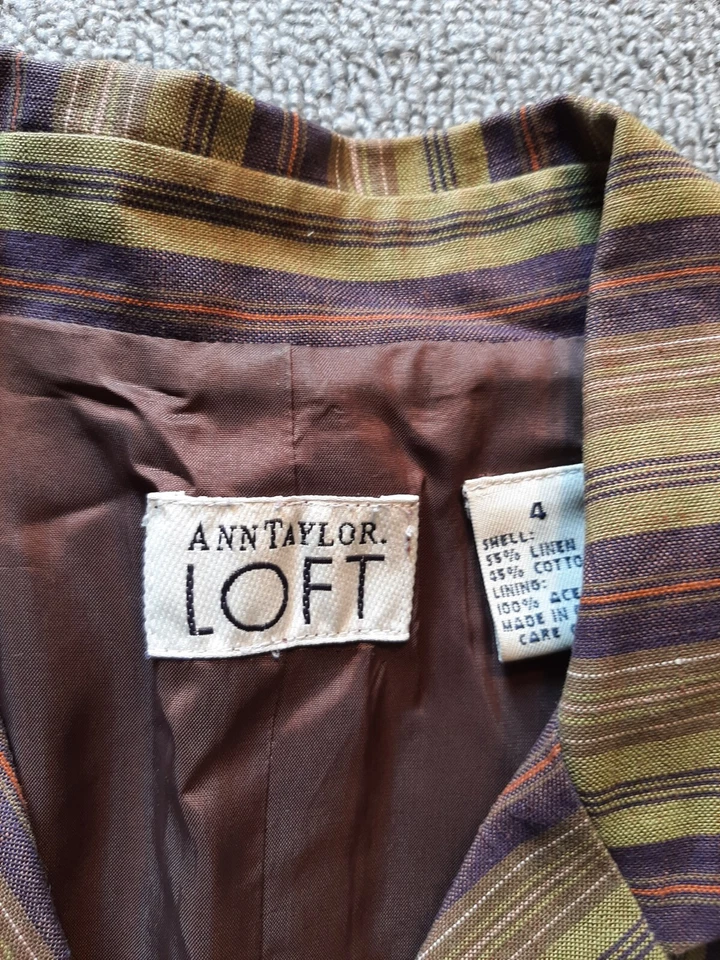 ANN TAYLOR.
LOFT
4
SHELL:
55% LINEN
45% COTTO
LINING:
100% ACE
MADE IN
CARE